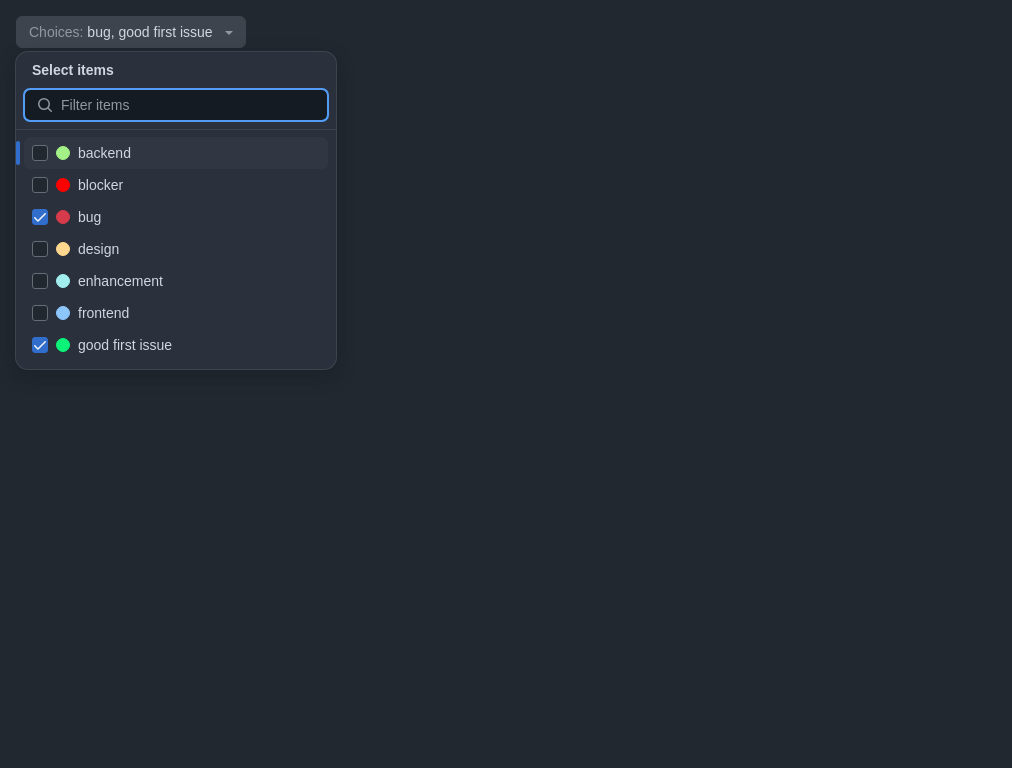 Choices: bug, good first issue
Select items
Filter items
backend
blocker
bug
design
enhancement
frontend
good first issue